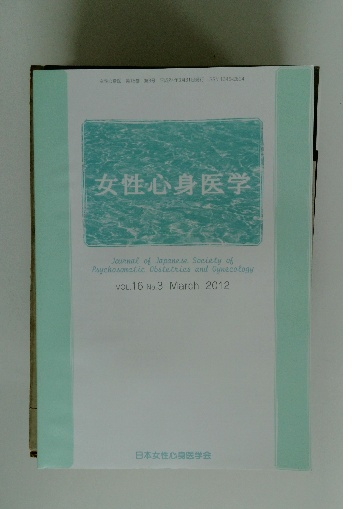 女性心身医学
Journal of Japanese Society of
Psychosomatic Obstetrics and Gynecology
VOL.16 No.3 March 2012
日本女性心身医学会